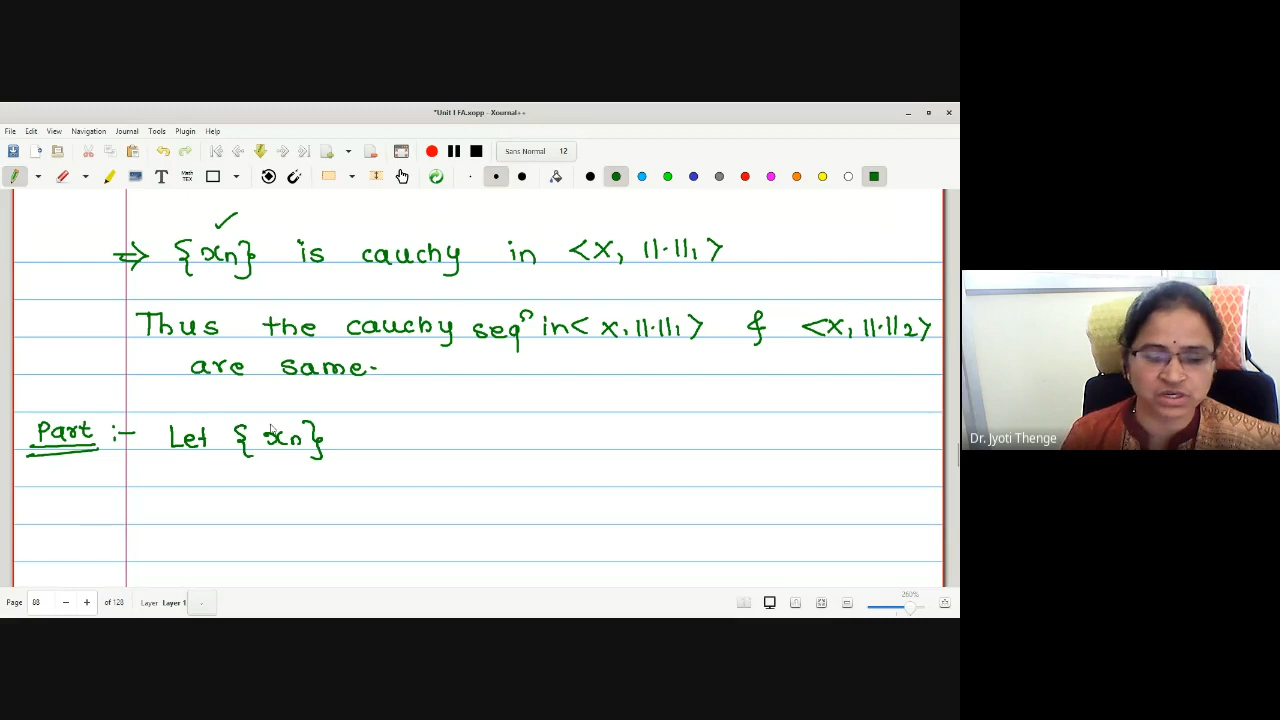 *Unit I FA.xopp - Xournal++
File Edit View Navigation Journal Tools Plugin Help
Sans Normal 12
⇒ {xn} is cauchy in <X, ||·||1>
Thus the cauchy seqn in <x, ||·||1> & <x, ||·||2>
are same.
Part :- Let {xn}
Dr. Jyoti Thenge
Page 88 of 128 Layer Layer 1 260%